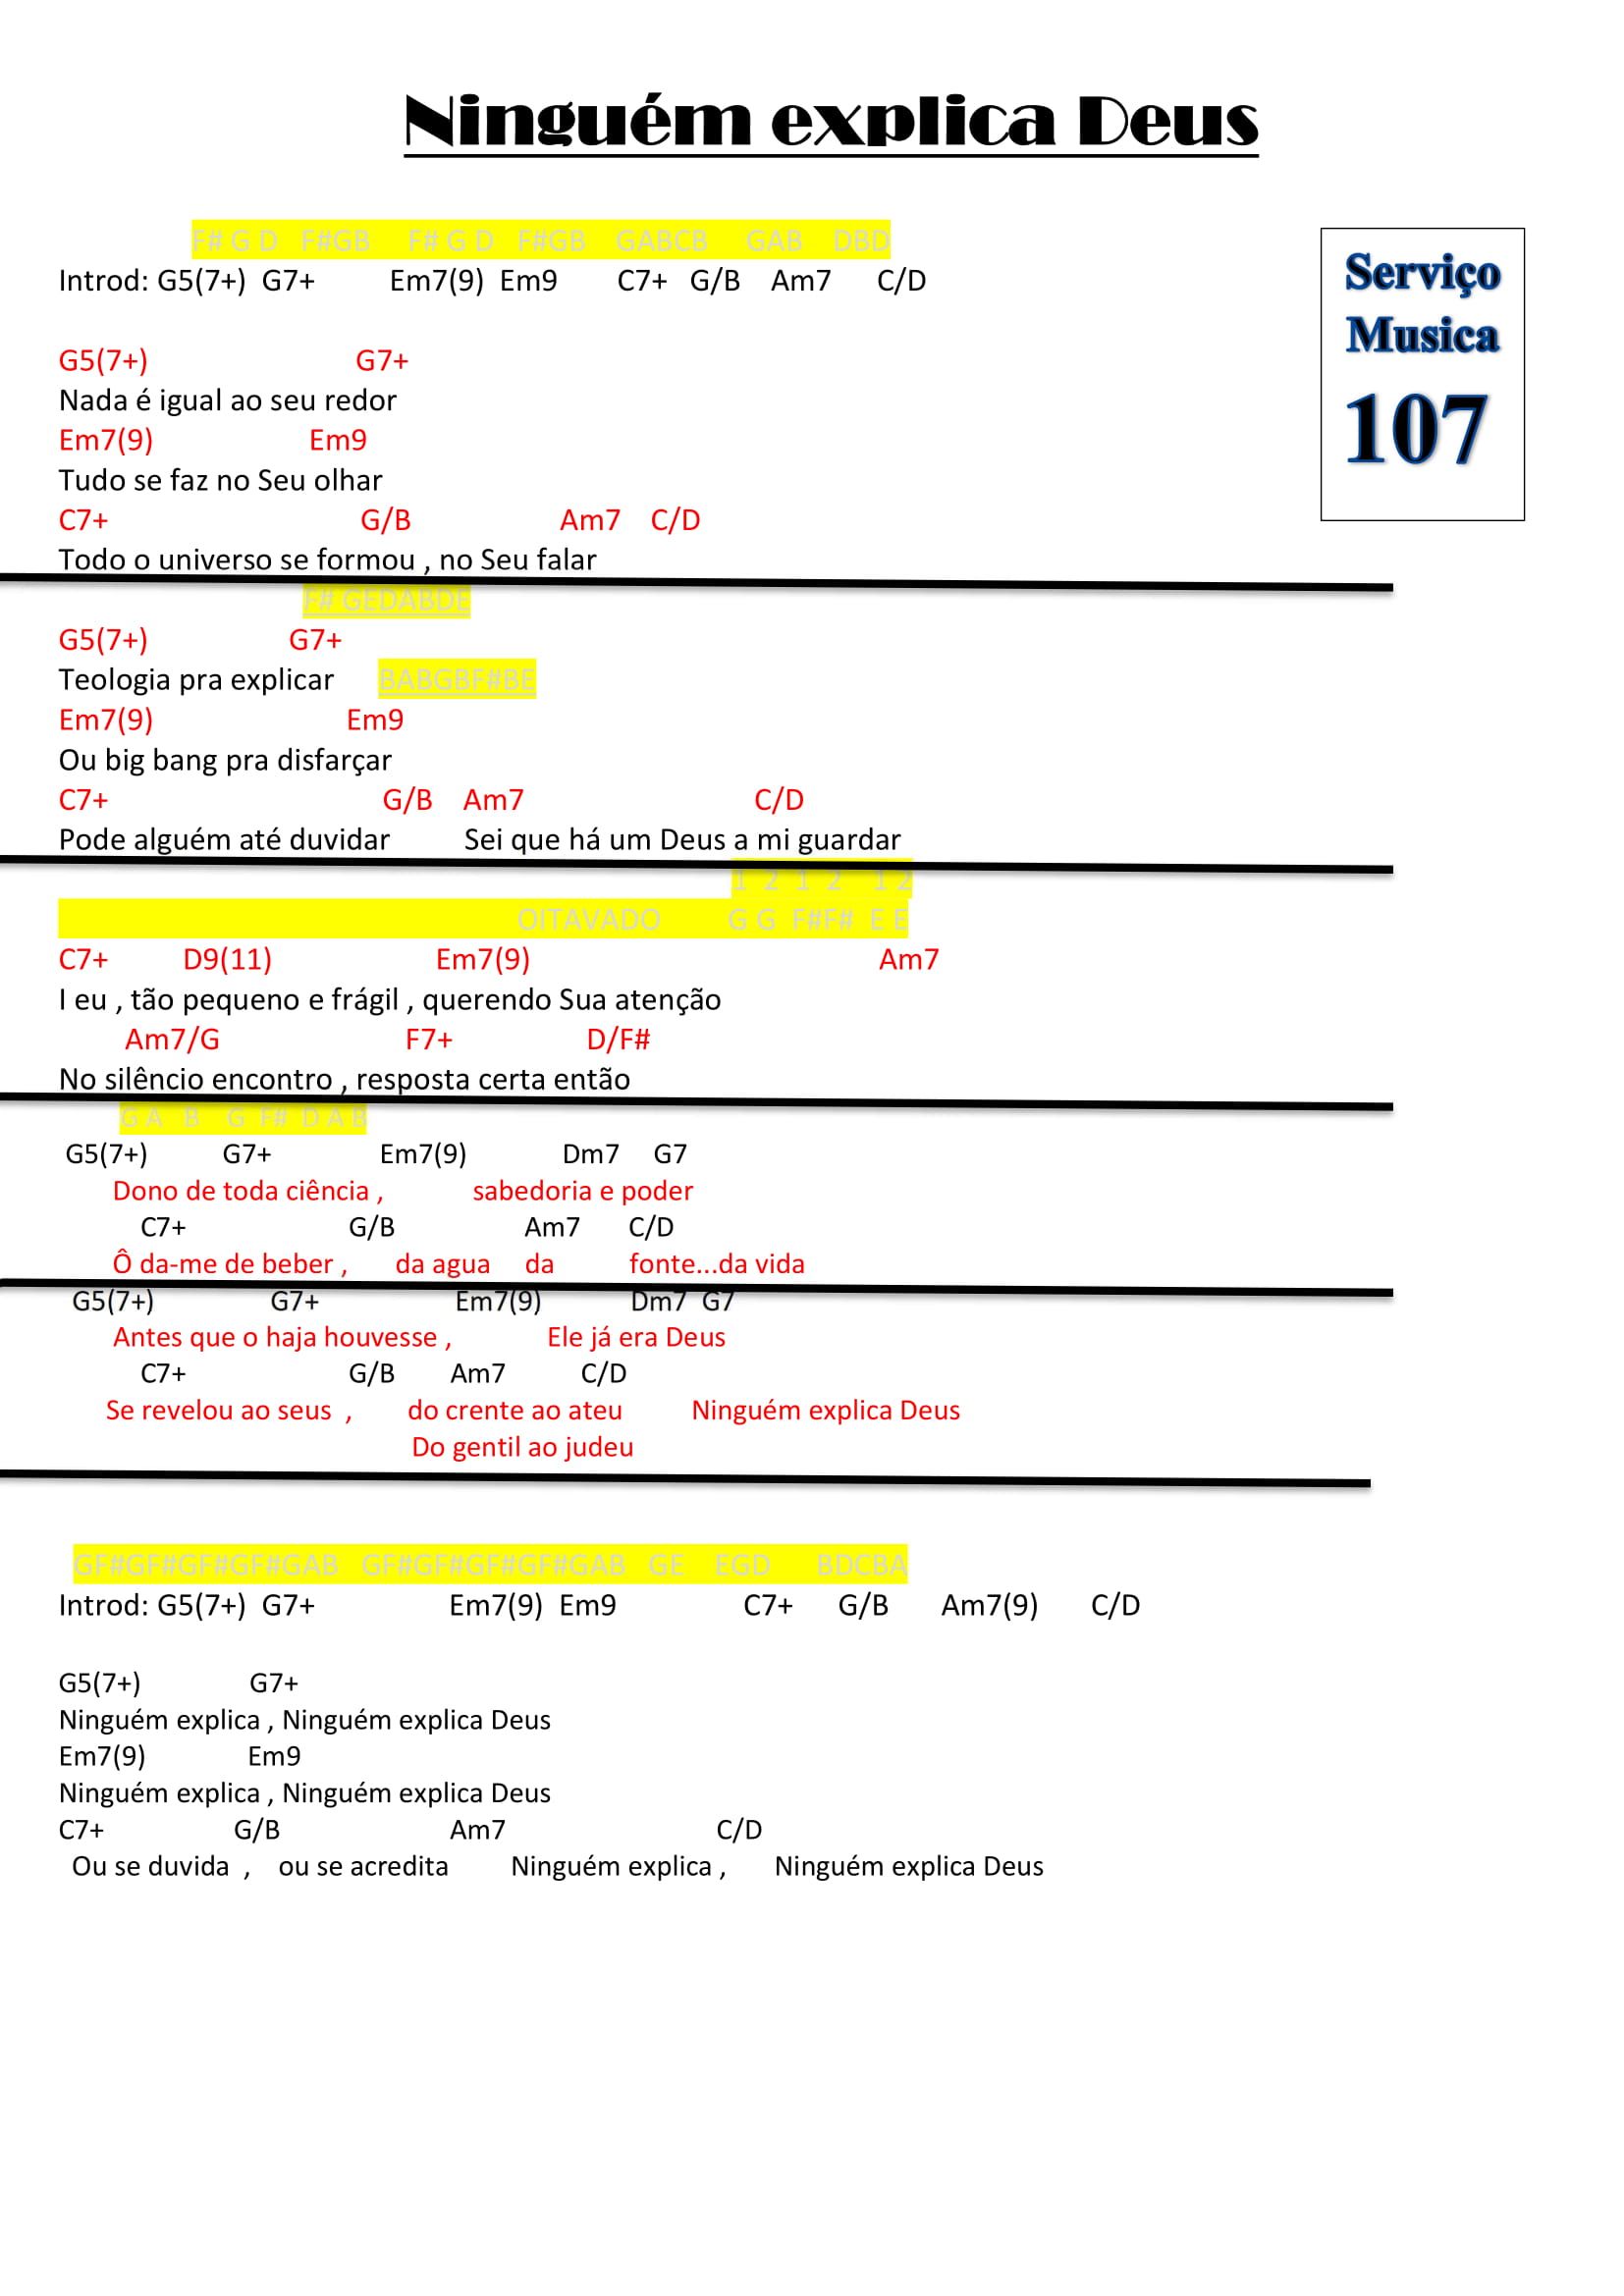 Ninguém explica Deus
F# G D F#GB F# G D F#GB GABCB GAB DBD
Introd: G5(7+) G7+ Em7(9) Em9 C7+ G/B Am7 C/D
Serviço
Musica
107
G5(7+) G7+
Nada é igual ao seu redor
Em7(9) Em9
Tudo se faz no Seu olhar
C7+ G/B Am7 C/D
Todo o universo se formou , no Seu falar
F# GEDABDE
G5(7+) G7+
Teologia pra explicar BABGBF#BE
Em7(9) Em9
Ou big bang pra disfarçar
C7+ G/B Am7 C/D
Pode alguém até duvidar Sei que há um Deus a mi guardar
1 2 1 2 1 2
OITAVADO G G F#F# E E
C7+ D9(11) Em7(9) Am7
I eu , tão pequeno e frágil , querendo Sua atenção
Am7/G F7+ D/F#
No silêncio encontro , resposta certa então
G A B G F# D A B
G5(7+) G7+ Em7(9) Dm7 G7
Dono de toda ciência , sabedoria e poder
C7+ G/B Am7 C/D
Ô da-me de beber , da agua da fonte...da vida
G5(7+) G7+ Em7(9) Dm7 G7
Antes que o haja houvesse , Ele já era Deus
C7+ G/B Am7 C/D
Se revelou ao seus , do crente ao ateu Ninguém explica Deus
Do gentil ao judeu
GF#GF#GF#GF#GAB GF#GF#GF#GF#GAB GE EGD BDCBA
Introd: G5(7+) G7+ Em7(9) Em9 C7+ G/B Am7(9) C/D
G5(7+) G7+
Ninguém explica , Ninguém explica Deus
Em7(9) Em9
Ninguém explica , Ninguém explica Deus
C7+ G/B Am7 C/D
Ou se duvida , ou se acredita Ninguém explica , Ninguém explica Deus